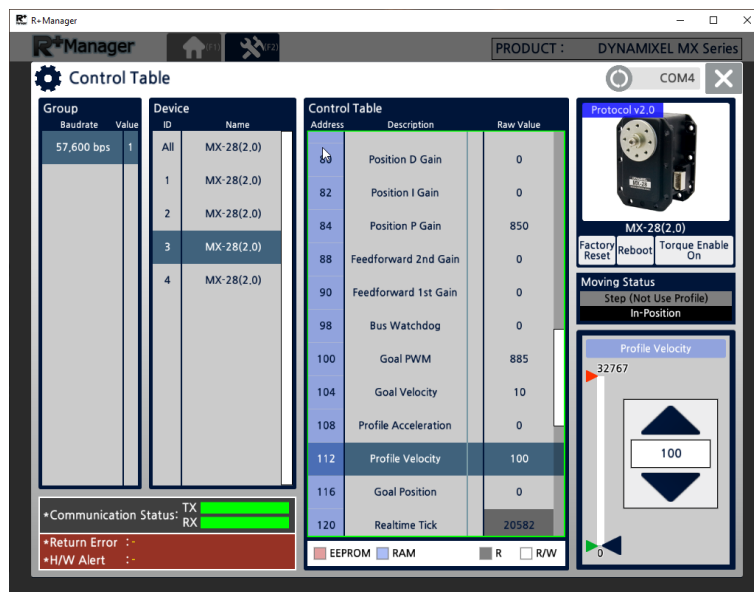 R+Manager
R+Manager (F1) (F2) PRODUCT : DYNAMIXEL MX Series
Control Table COM4
Group
Baudrate Value
57,600 bps 1
Device
ID Name
All MX-28(2.0)
1 MX-28(2.0)
2 MX-28(2.0)
3 MX-28(2.0)
4 MX-28(2.0)
Control Table
Address Description Raw Value
80 Position D Gain 0
82 Position I Gain 0
84 Position P Gain 850
88 Feedforward 2nd Gain 0
90 Feedforward 1st Gain 0
98 Bus Watchdog 0
100 Goal PWM 885
104 Goal Velocity 10
108 Profile Acceleration 0
112 Profile Velocity 100
116 Goal Position 0
120 Realtime Tick 20582
EEPROM RAM R R/W
Protocol v2.0
MX-28
MX-28(2.0)
Factory Reset Reboot Torque Enable On
Moving Status
Step (Not Use Profile)
In-Position
Profile Velocity
32767
100
0
*Communication Status: TX
RX
*Return Error : -
*H/W Alert : -